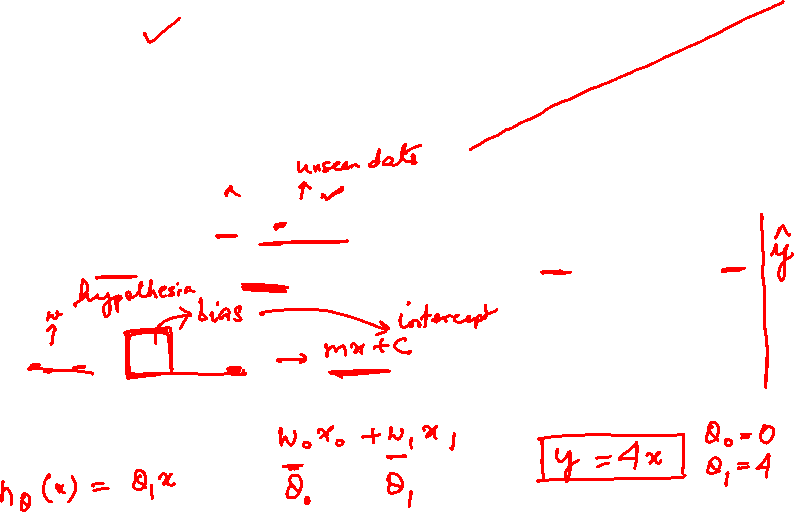 unseen data
ŷ
hypothesis
bias
intercept
mx + C
w₀x₀ + w₁x₁
θ₀ θ₁
y = 4x
θ₀ = 0
θ₁ = 4
hθ(x) = θ₁x